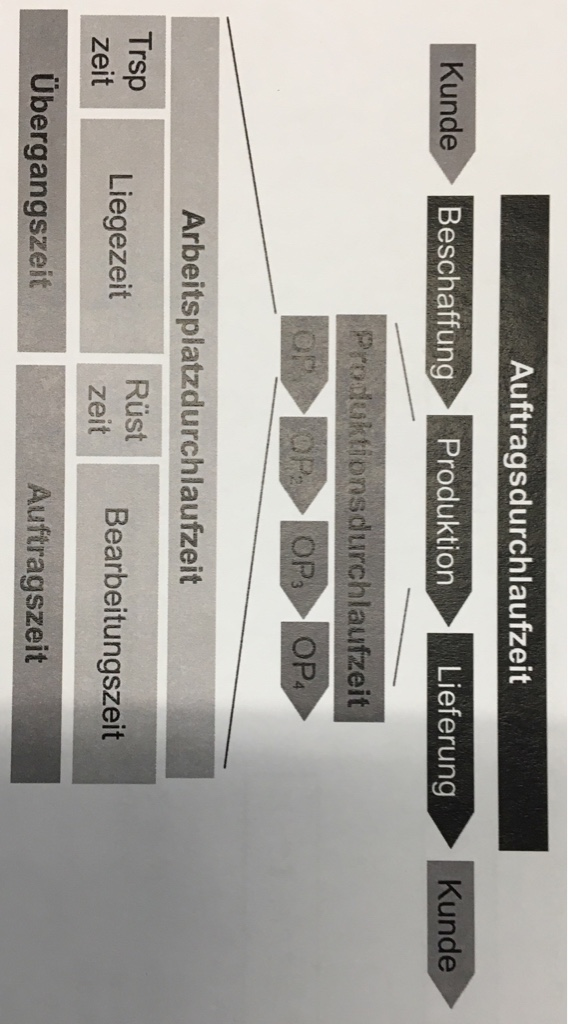 Auftragsdurchlaufzeit
Kunde Beschaffung Produktion Lieferung Kunde
Produktionsdurchlaufzeit
OP1 OP2 OP3 OP4
Arbeitsplatzdurchlaufzeit
Trsp
zeit
Liegezeit
Rüst
zeit
Bearbeitungszeit
Übergangszeit Auftragszeit